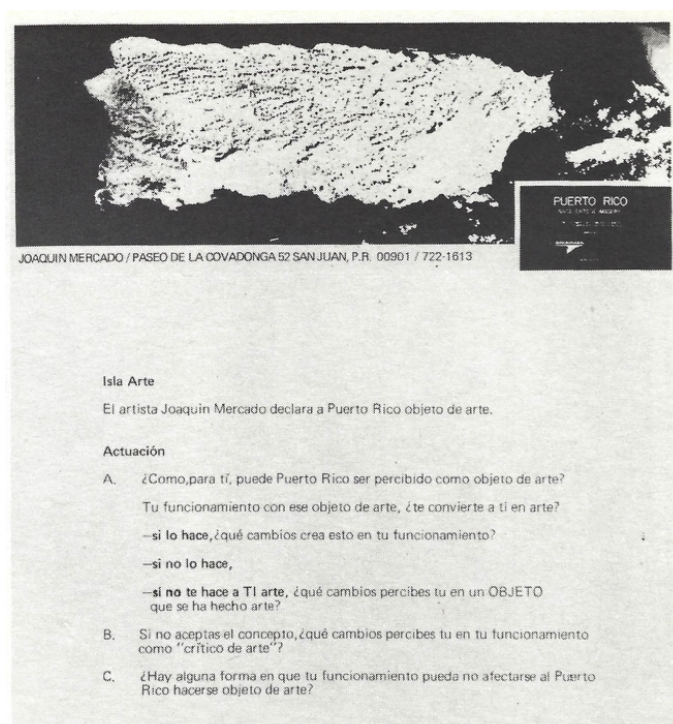 PUERTO RICO
JOAQUIN MERCADO / PASEO DE LA COVADONGA 52 SAN JUAN, P.R. 00901 / 722-1613
Isla Arte
El artista Joaquin Mercado declara a Puerto Rico objeto de arte.
Actuación
A. ¿Como,para tí, puede Puerto Rico ser percibido como objeto de arte?
Tu funcionamiento con ese objeto de arte, ¿te convierte a ti en arte?
—si lo hace,¿qué cambios crea esto en tu funcionamiento?
—si no lo hace,
—si no te hace a TI arte, ¿qué cambios percibes tu en un OBJETO
que se ha hecho arte?
B. Si no aceptas el concepto,¿qué cambios percibes tu en tu funcionamiento
como "crítico de arte"?
C. ¿Hay alguna forma en que tu funcionamiento pueda no afectarse al Puerto
Rico hacerse objeto de arte?